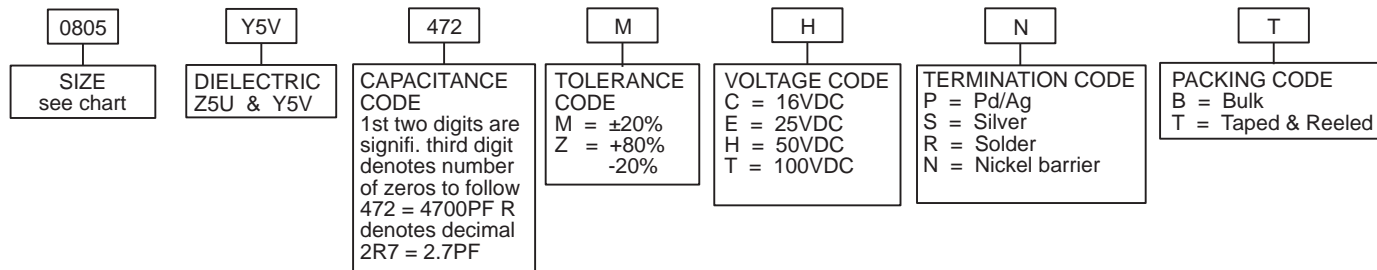 0805
Y5V
472
M
H
N
T
SIZE
see chart
DIELECTRIC
Z5U & Y5V
CAPACITANCE
CODE
1st two digits are
signifi. third digit
denotes number
of zeros to follow
472 = 4700PF R
denotes decimal
2R7 = 2.7PF
TOLERANCE
CODE
M = ±20%
Z = +80%
-20%
VOLTAGE CODE
C = 16VDC
E = 25VDC
H = 50VDC
T = 100VDC
TERMINATION CODE
P = Pd/Ag
S = Silver
R = Solder
N = Nickel barrier
PACKING CODE
B = Bulk
T = Taped & Reeled